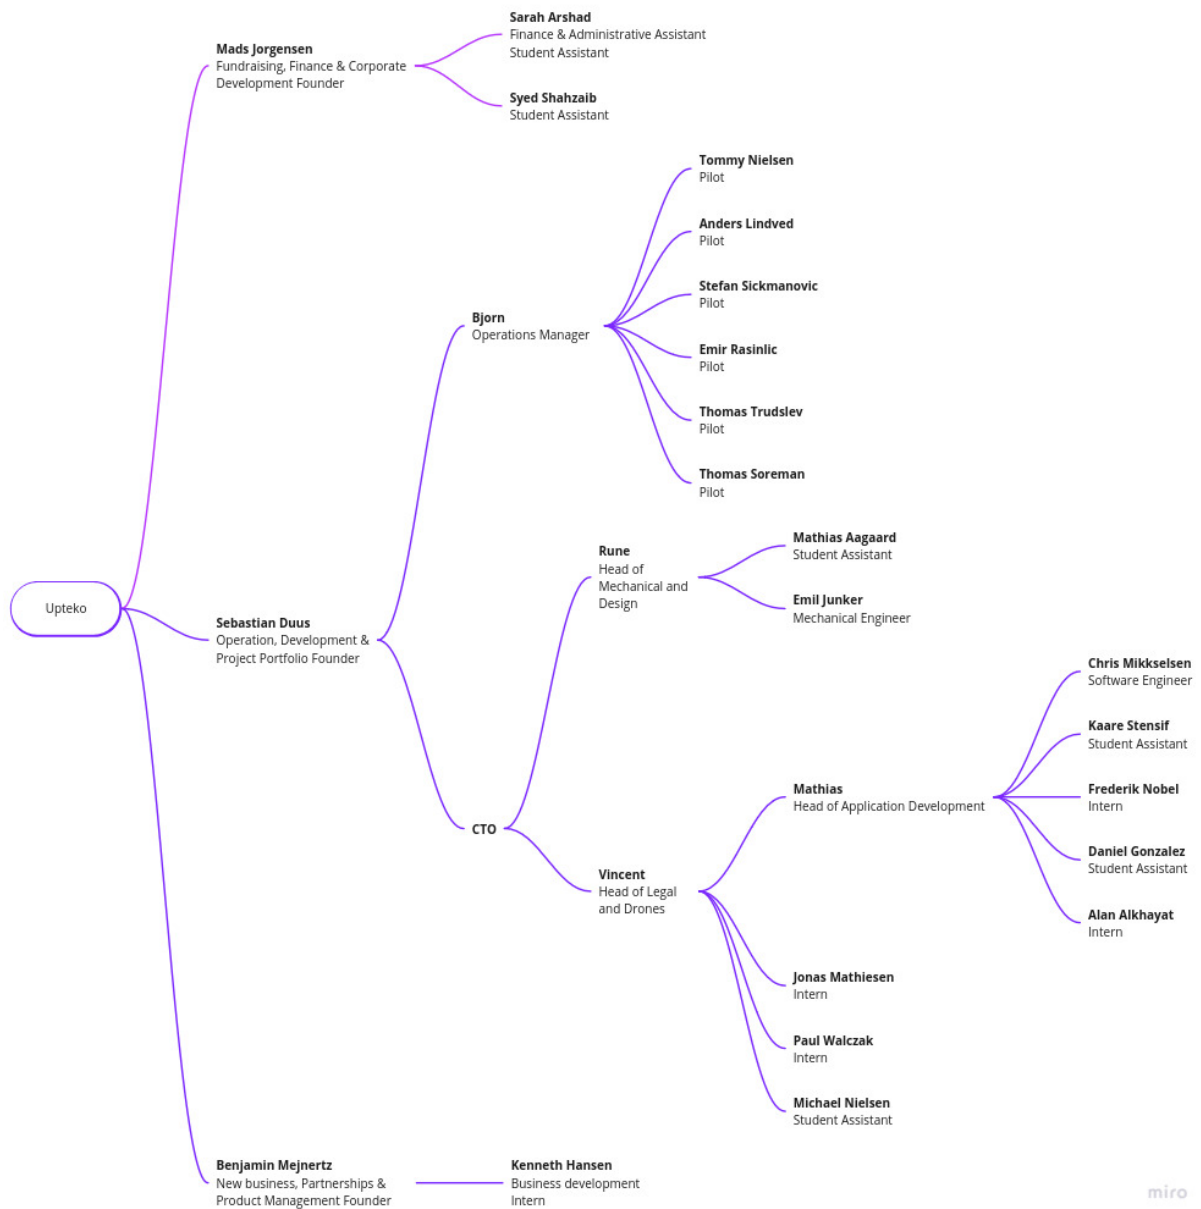 Sarah Arshad
Finance & Administrative Assistant
Student Assistant
Mads Jorgensen
Fundraising, Finance & Corporate
Development Founder
Syed Shahzaib
Student Assistant
Tommy Nielsen
Pilot
Anders Lindved
Pilot
Stefan Sickmanovic
Pilot
Bjorn
Operations Manager
Emir Rasinlic
Pilot
Thomas Trudslev
Pilot
Thomas Soreman
Pilot
Mathias Aagaard
Student Assistant
Rune
Head of
Mechanical and
Design
Emil Junker
Mechanical Engineer
Upteko
Sebastian Duus
Operation, Development &
Project Portfolio Founder
Chris Mikkselsen
Software Engineer
Kaare Stensif
Student Assistant
Mathias
Head of Application Development
Frederik Nobel
Intern
CTO
Daniel Gonzalez
Student Assistant
Vincent
Head of Legal
and Drones
Alan Alkhayat
Intern
Jonas Mathiesen
Intern
Paul Walczak
Intern
Michael Nielsen
Student Assistant
Benjamin Mejnertz
New business, Partnerships &
Product Management Founder
Kenneth Hansen
Business development
Intern
miro